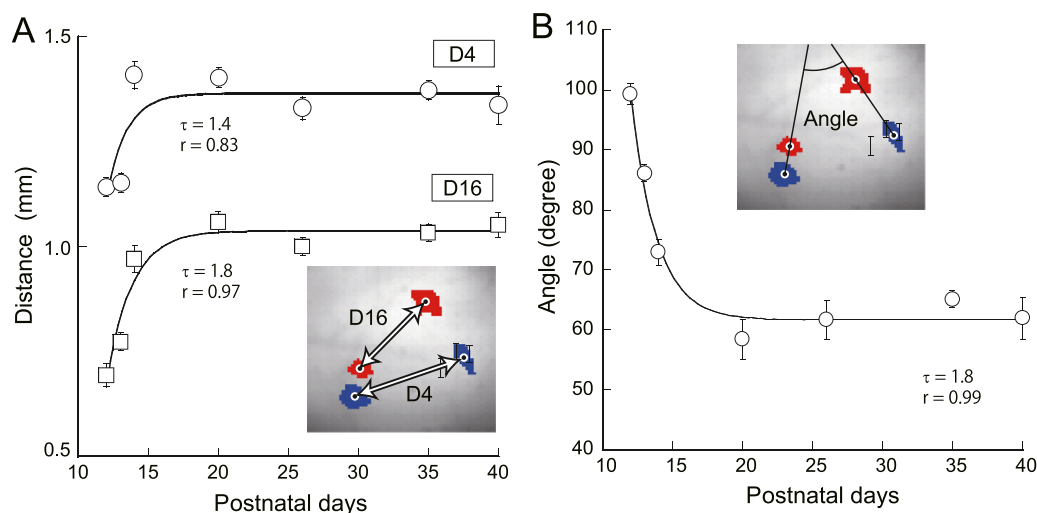 A
1.5
1.0
0.5
Distance (mm)
D4
τ = 1.4
r = 0.83
D16
τ = 1.8
r = 0.97
D16
D4
10
15
20
25
30
35
40
Postnatal days
B
110
100
90
80
70
60
50
40
Angle (degree)
Angle
τ = 1.8
r = 0.99
10
15
20
25
30
35
40
Postnatal days